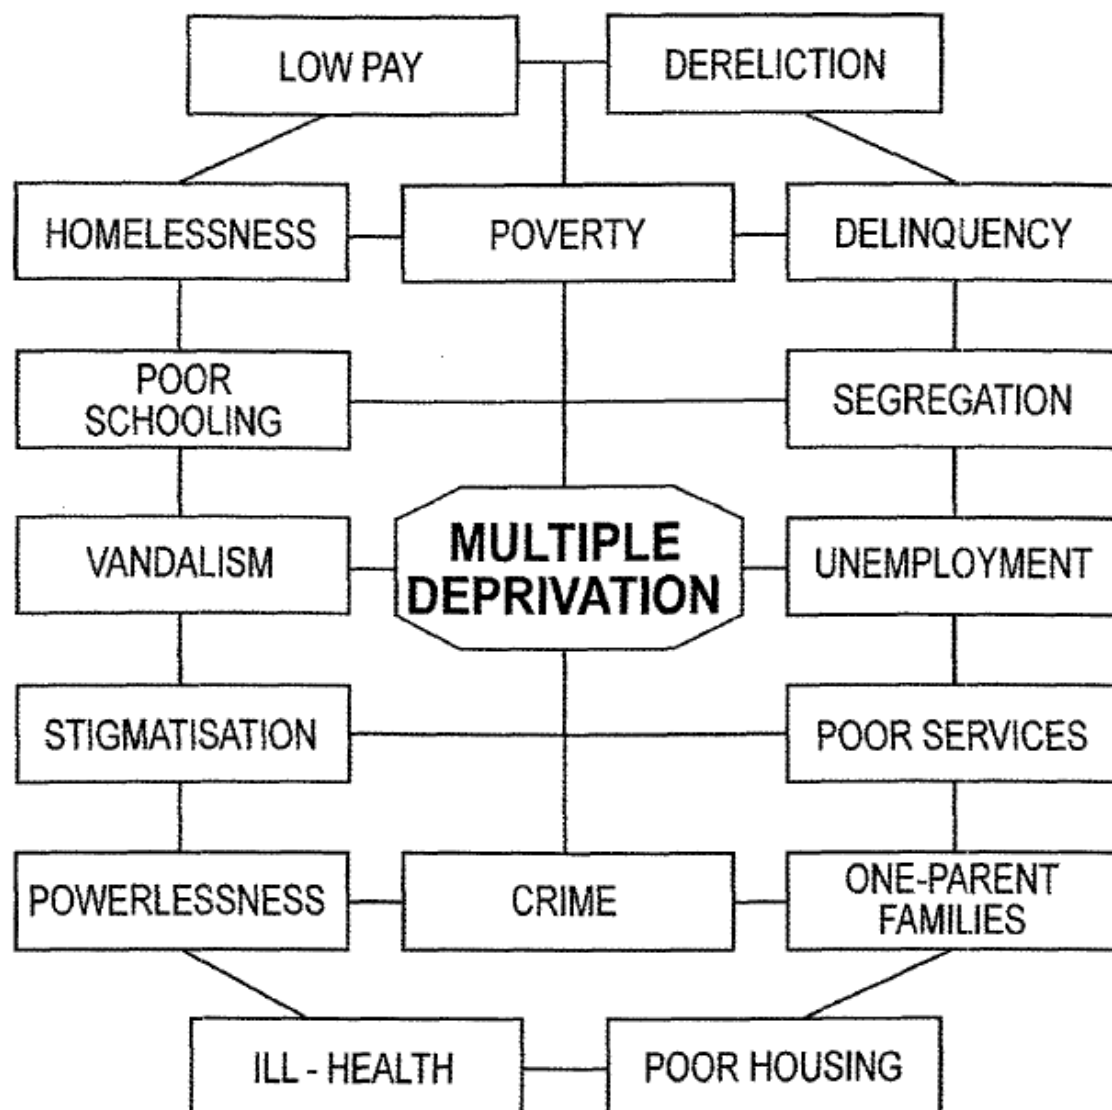 LOW PAY
DERELICTION
HOMELESSNESS
POVERTY
DELINQUENCY
POOR
SCHOOLING
SEGREGATION
MULTIPLE
DEPRIVATION
VANDALISM
UNEMPLOYMENT
STIGMATISATION
POOR SERVICES
POWERLESSNESS
CRIME
ONE-PARENT
FAMILIES
ILL - HEALTH
POOR HOUSING